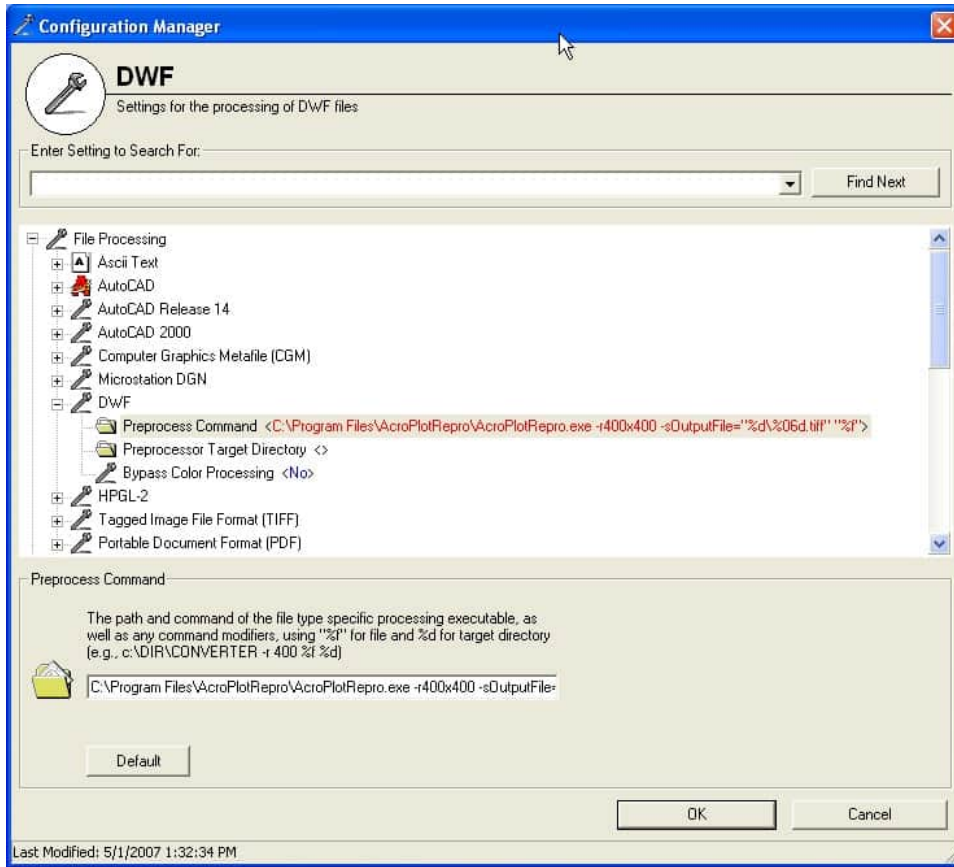 Configuration Manager
DWF
Settings for the processing of DWF files
Enter Setting to Search For:
Find Next
File Processing
Ascii Text
AutoCAD
AutoCAD Release 14
AutoCAD 2000
Computer Graphics Metafile (CGM)
Microstation DGN
DWF
Preprocess Command <C:\Program Files\AcroPlotRepro\AcroPlotRepro.exe -r400x400 -sOutputFile="%d\%06d.tiff" "%f">
Preprocessor Target Directory <>
Bypass Color Processing <No>
HPGL-2
Tagged Image File Format (TIFF)
Portable Document Format (PDF)
Preprocess Command
The path and command of the file type specific processing executable, as
well as any command modifiers, using "%f" for file and %d for target directory
(e.g., c:\DIR\CONVERTER -r 400 %f %d)
C:\Program Files\AcroPlotRepro\AcroPlotRepro.exe -r400x400 -sOutputFile=
Default
OK
Cancel
Last Modified: 5/1/2007 1:32:34 PM